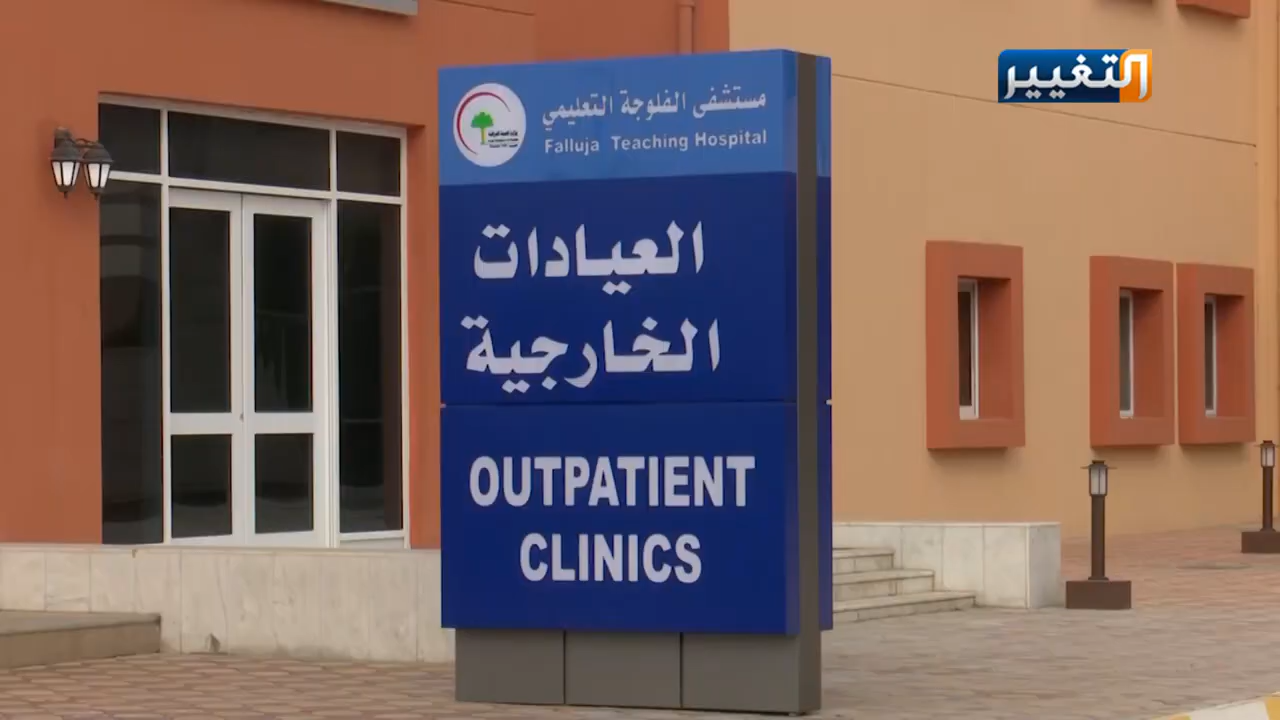 التغيير
مستشفى الفلوجة التعليمي
Falluja Teaching Hospital
العيادات
الخارجية
OUTPATIENT
CLINICS